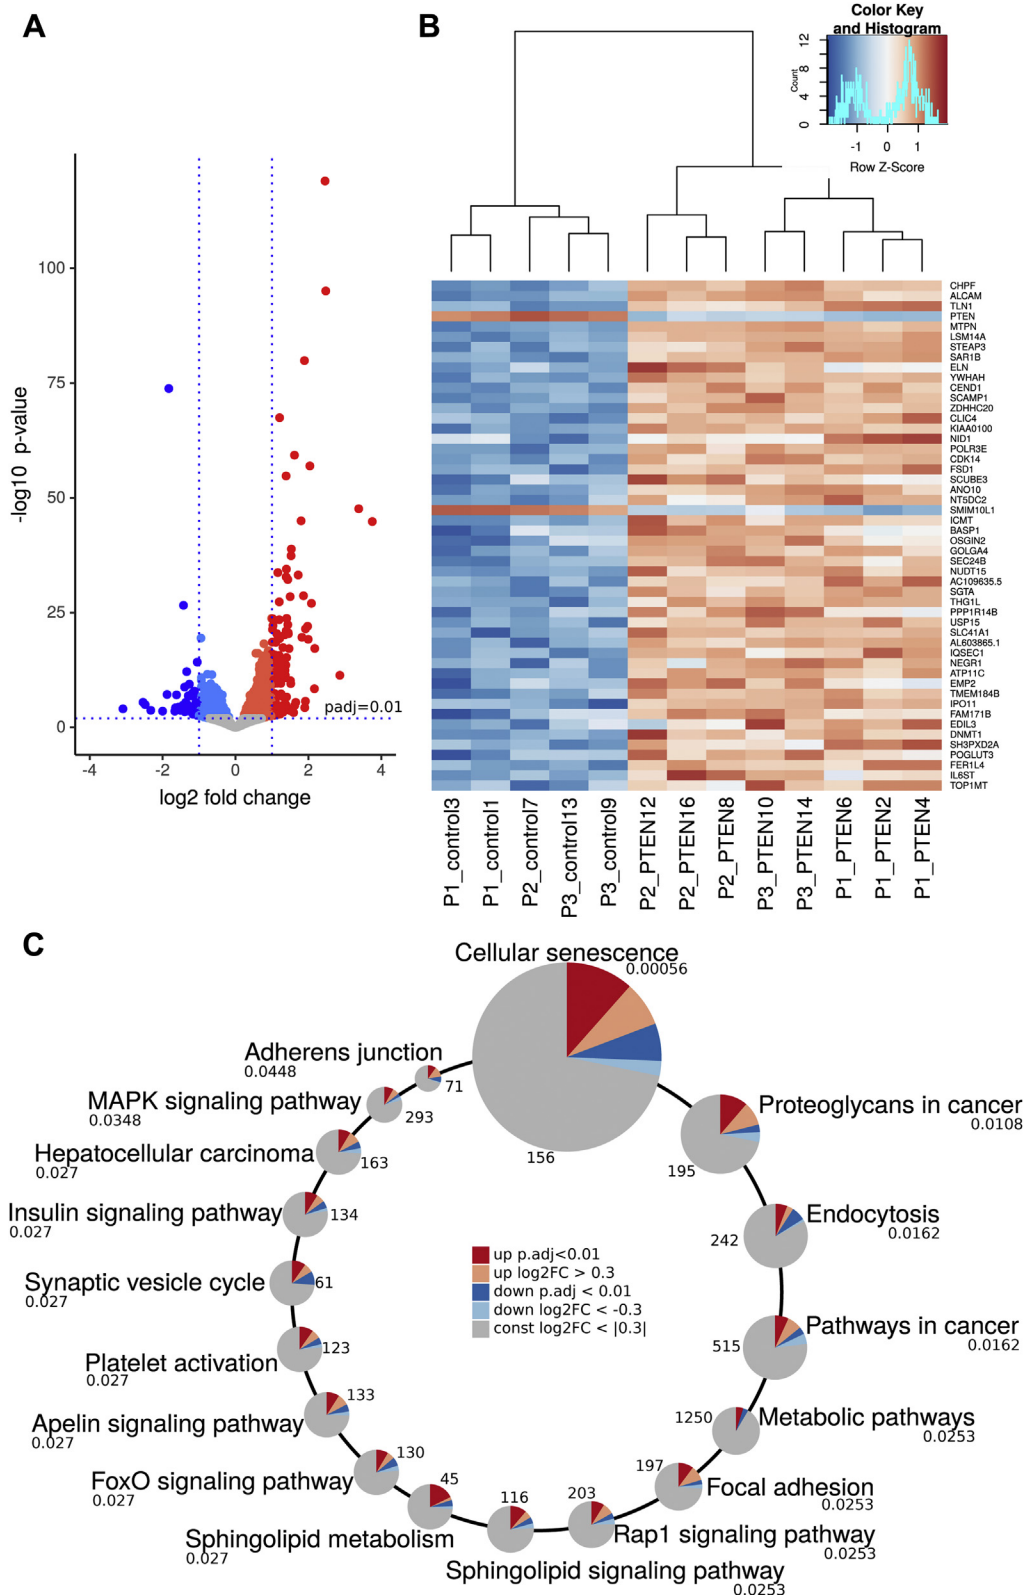 A
B
Color Key
and Histogram
12
8
4
0
Count
-1 0 1
Row Z-Score
100
75
50
25
0
-log10 p-value
padj=0.01
-4 -2 0 2 4
log2 fold change
CHPF
ALCAM
TLN1
PTEN
MTPN
LSM14A
STEAP3
SAR1B
ELN
YWHAH
CEND1
SCAMP1
ZDHHC20
CLIC4
KIAA0100
NID1
POLR3E
CDK14
FSD1
SCUBE3
ANO10
NT5DC2
SMIM10L1
ICMT
BASP1
OSGIN2
GOLGA4
SEC24B
NUDT15
AC109635.5
SGTA
THG1L
PPP1R14B
USP15
SLC41A1
AL603865.1
IQSEC1
NEGR1
ATP11C
EMP2
TMEM184B
IPO11
FAM171B
EDIL3
DNMT1
SH3PXD2A
POGLUT3
FER1L4
IL6ST
TOP1MT
P1_control3
P1_control1
P2_control7
P3_control13
P3_control9
P2_PTEN12
P2_PTEN16
P2_PTEN8
P3_PTEN10
P3_PTEN14
P1_PTEN6
P1_PTEN2
P1_PTEN4
C
Cellular senescence
0.00056
156
Proteoglycans in cancer
0.0108
195
Endocytosis
0.0162
242
Pathways in cancer
0.0162
515
Metabolic pathways
0.0253
1250
Focal adhesion
0.0253
197
Rap1 signaling pathway
0.0253
203
Sphingolipid signaling pathway
0.0253
116
Sphingolipid metabolism
0.027
45
FoxO signaling pathway
0.027
130
Apelin signaling pathway
0.027
133
Platelet activation
0.027
123
Synaptic vesicle cycle
0.027
61
Insulin signaling pathway
0.027
134
Hepatocellular carcinoma
0.027
163
MAPK signaling pathway
0.0348
293
Adherens junction
0.0448
71
up p.adj<0.01
up log2FC > 0.3
down p.adj < 0.01
down log2FC < -0.3
const log2FC < |0.3|